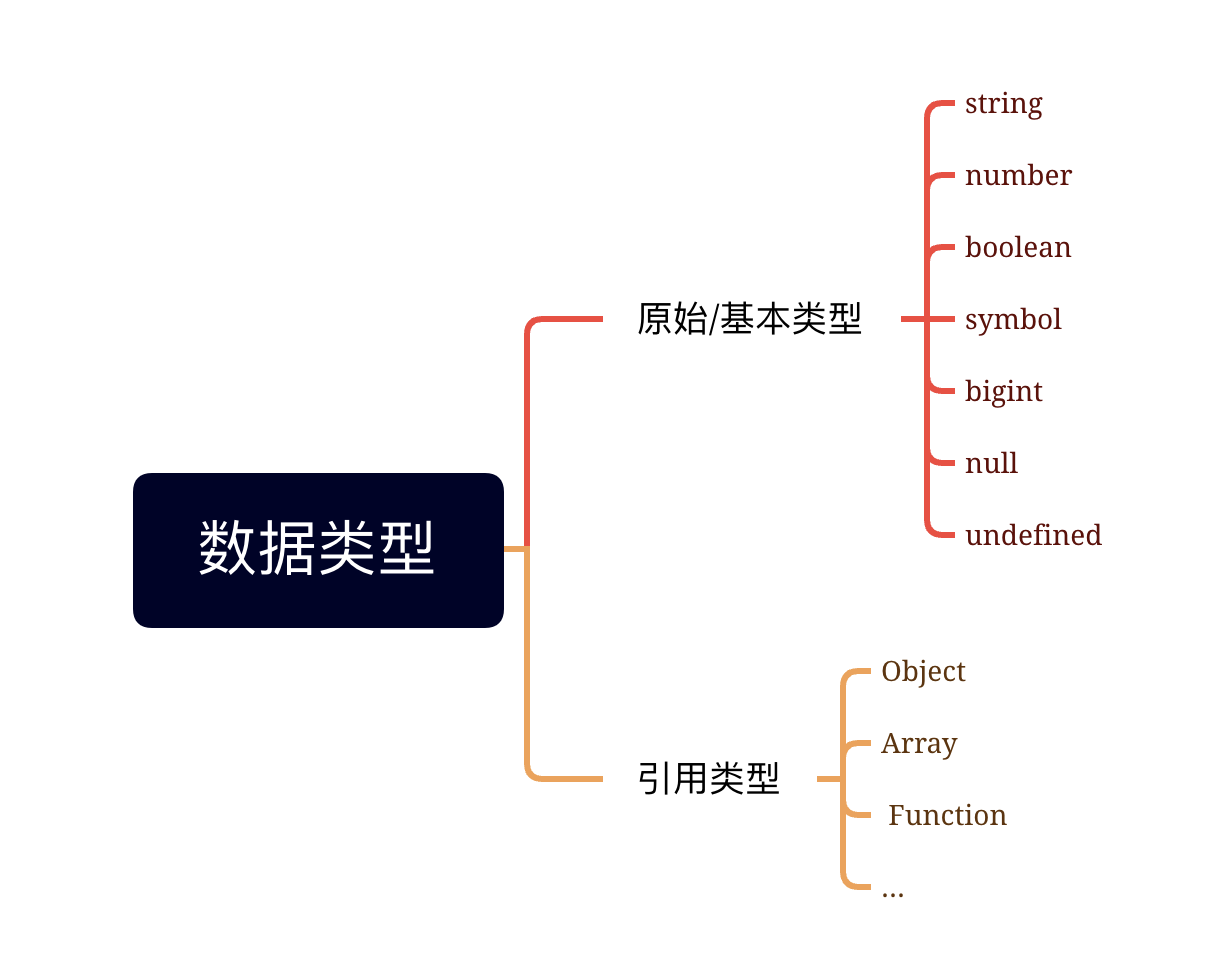 数据类型
原始/基本类型
string
number
boolean
symbol
bigint
null
undefined
引用类型
Object
Array
Function
...